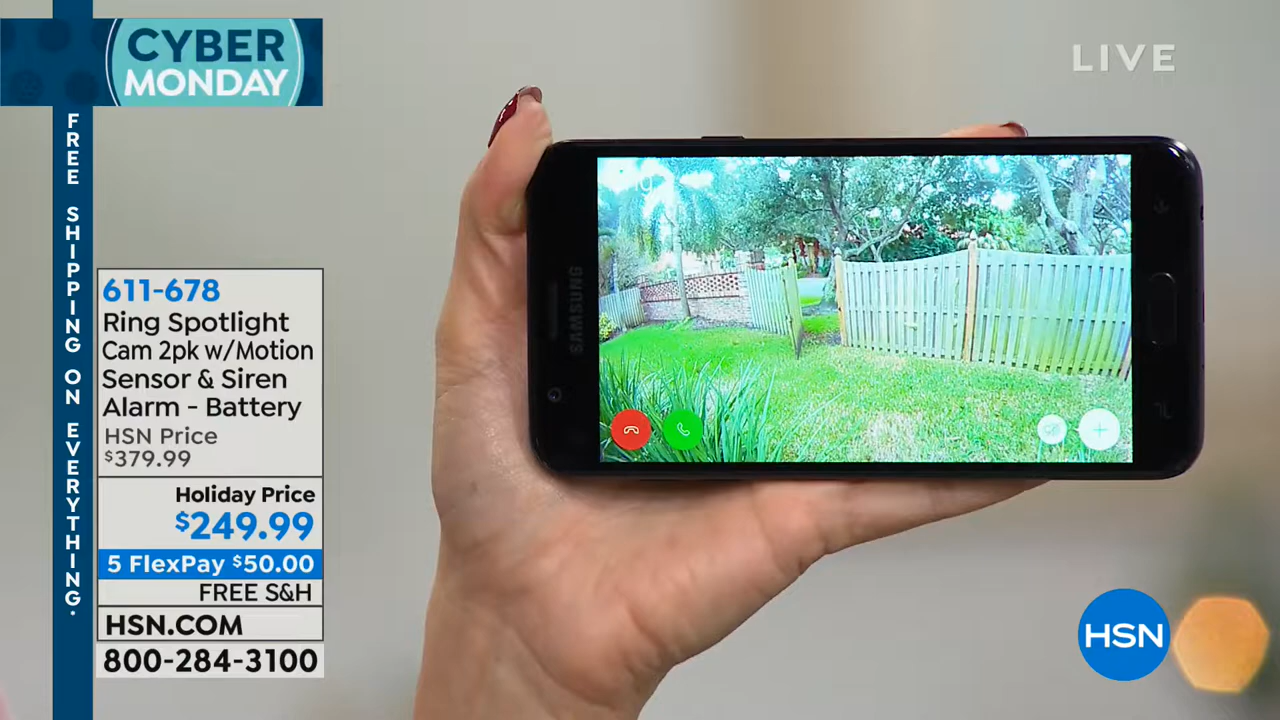 CYBER
MONDAY
LIVE
FREE SHIPPING ON EVERYTHING.
611-678
Ring Spotlight
Cam 2pk w/Motion
Sensor & Siren
Alarm - Battery
HSN Price
$379.99
Holiday Price
$249.99
5 FlexPay $50.00
FREE S&H
HSN.COM
800-284-3100
SAMSUNG
HSN